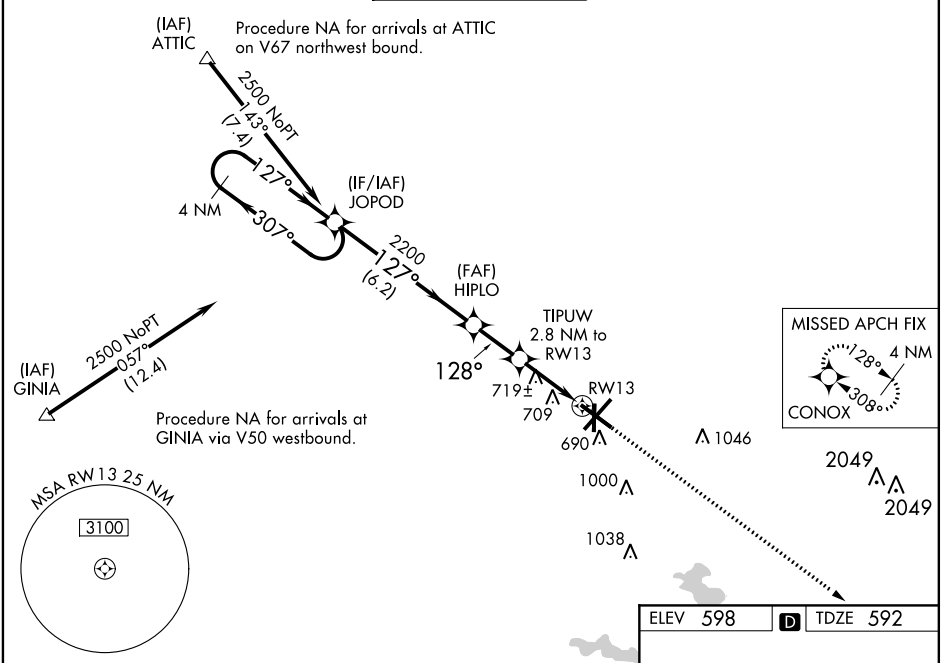 (IAF)
ATTIC
Procedure NA for arrivals at ATTIC
on V67 northwest bound.
2500 NoPT
143°
(7.4)
127°
4 NM
307°
(IF/IAF)
JOPOD
2200
127°
(6.2)
(FAF)
HIPLO
TIPUW
2.8 NM to
RW13
128°
719±
709
RW13
690
1046
2049
2049
1000
1038
MISSED APCH FIX
128°
4 NM
308°
CONOX
2500 NoPT
057°
(12.4)
(IAF)
GINIA
Procedure NA for arrivals at
GINIA via V50 westbound.
MSA RW13 25 NM
3100
ELEV 598
D
TDZE 592